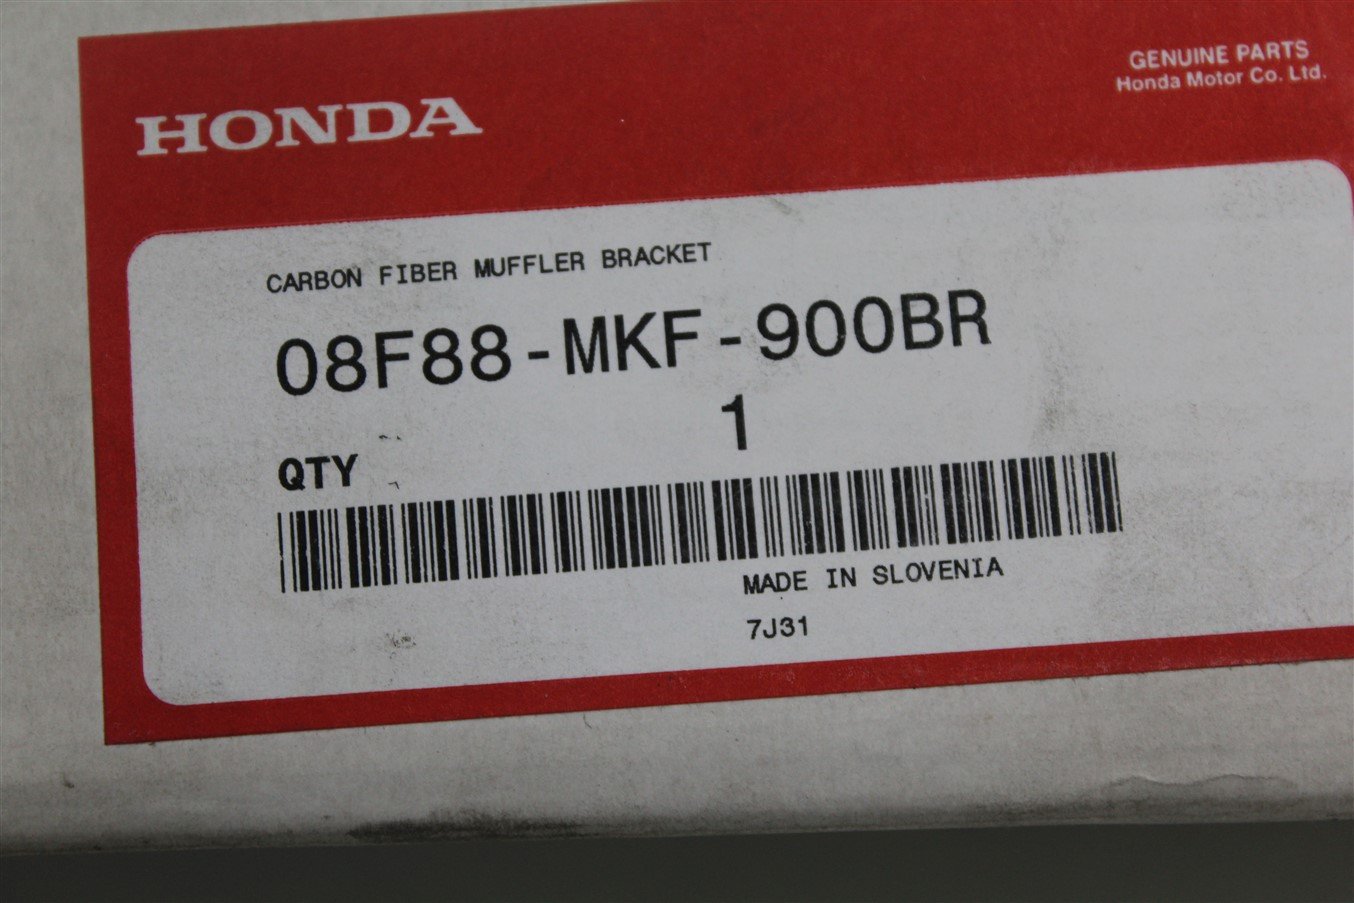 HONDA
GENUINE PARTS
Honda Motor Co. Ltd.
CARBON FIBER MUFFLER BRACKET
08F88-MKF-900BR
1
QTY
MADE IN SLOVENIA
7J31